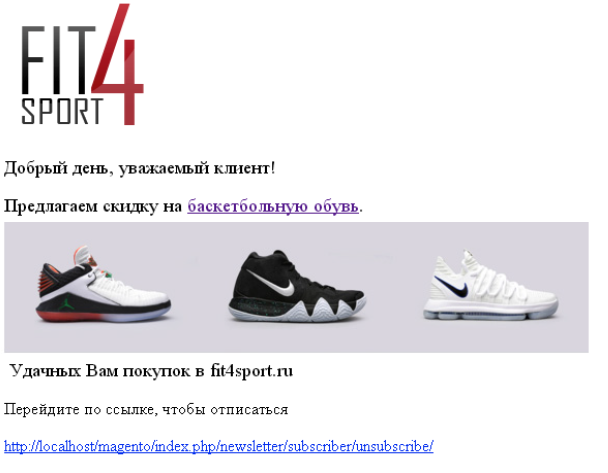 FIT4
SPORT
Добрый день, уважаемый клиент!
Предлагаем скидку на баскетбольную обувь.
Удачных Вам покупок в fit4sport.ru
Перейдите по ссылке, чтобы отписаться
http://localhost/magento/index.php/newsletter/subscriber/unsubscribe/